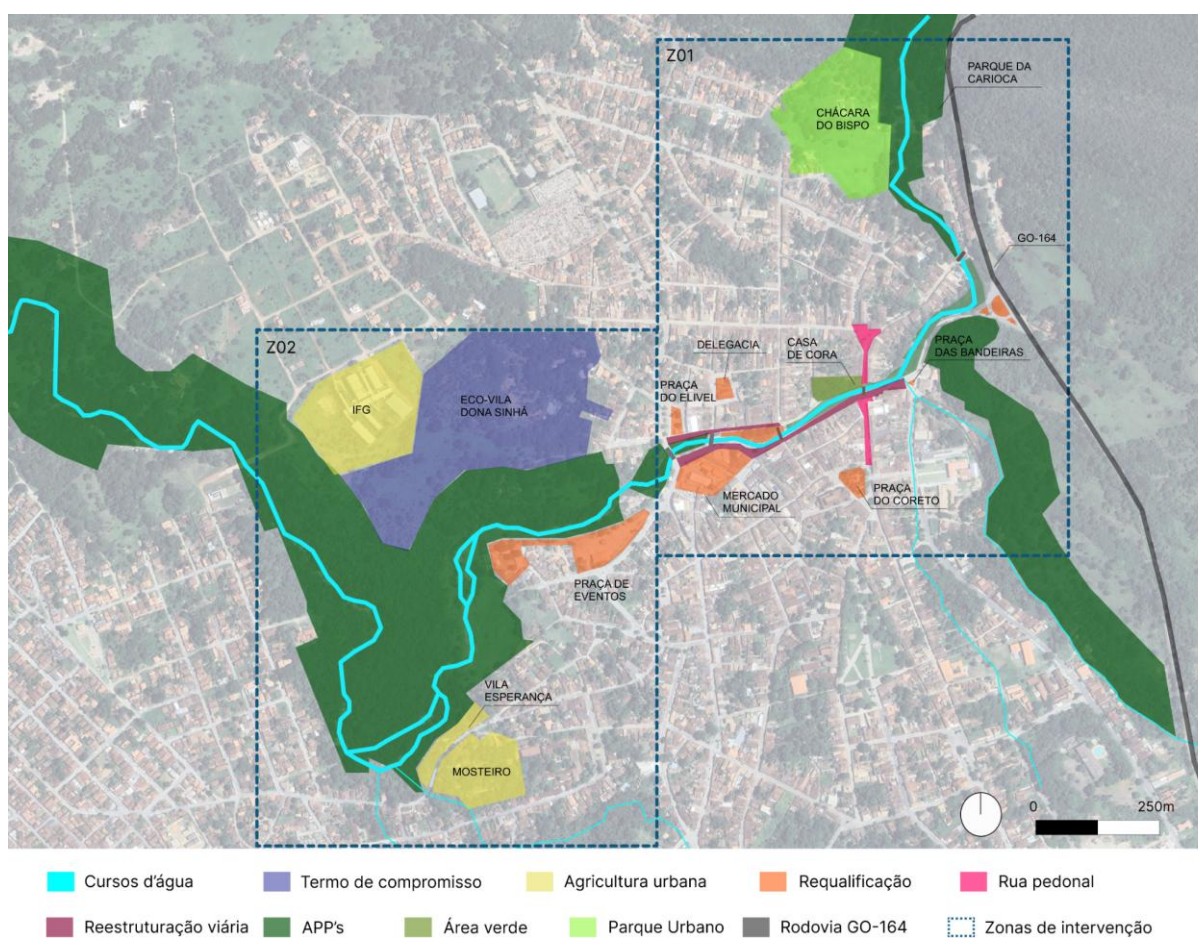 Z01
PARQUE DA
CARIOCA
CHÁCARA
DO BISPO
GO-164
Z02
DELEGACIA
CASA
DE CORA
PRAÇA
DAS BANDEIRAS
PRAÇA
DO ELIVEL
IFG
ECO-VILA
DONA SINHÁ
MERCADO
MUNICIPAL
PRAÇA
DO CORETO
PRAÇA DE
EVENTOS
VILA
ESPERANÇA
MOSTEIRO
0 250m
Cursos d'água Termo de compromisso Agricultura urbana Requalificação Rua pedonal
Reestruturação viária APP's Área verde Parque Urbano Rodovia GO-164 Zonas de intervenção